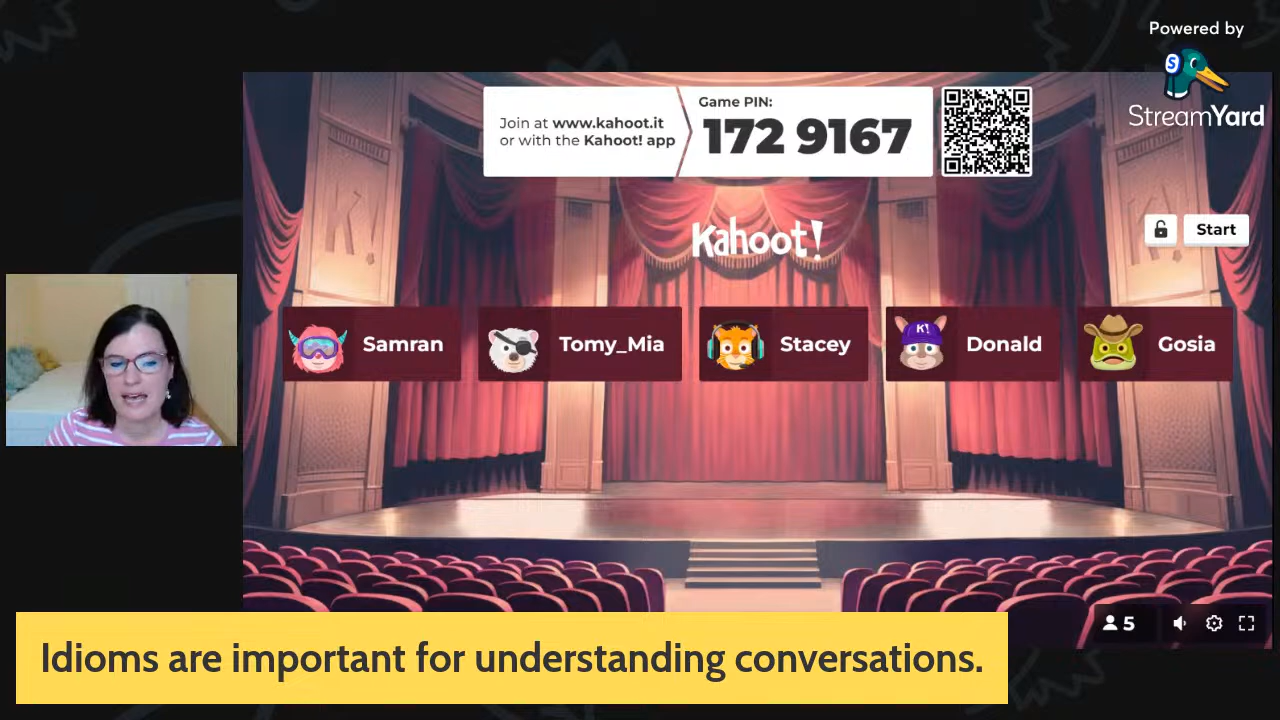 Powered by
StreamYard
Join at www.kahoot.it
or with the Kahoot! app
Game PIN:
172 9167
K!
Kahoot!
Start
Samran
Tomy_Mia
Stacey
K!
Donald
Gosia
5
Idioms are important for understanding conversations.